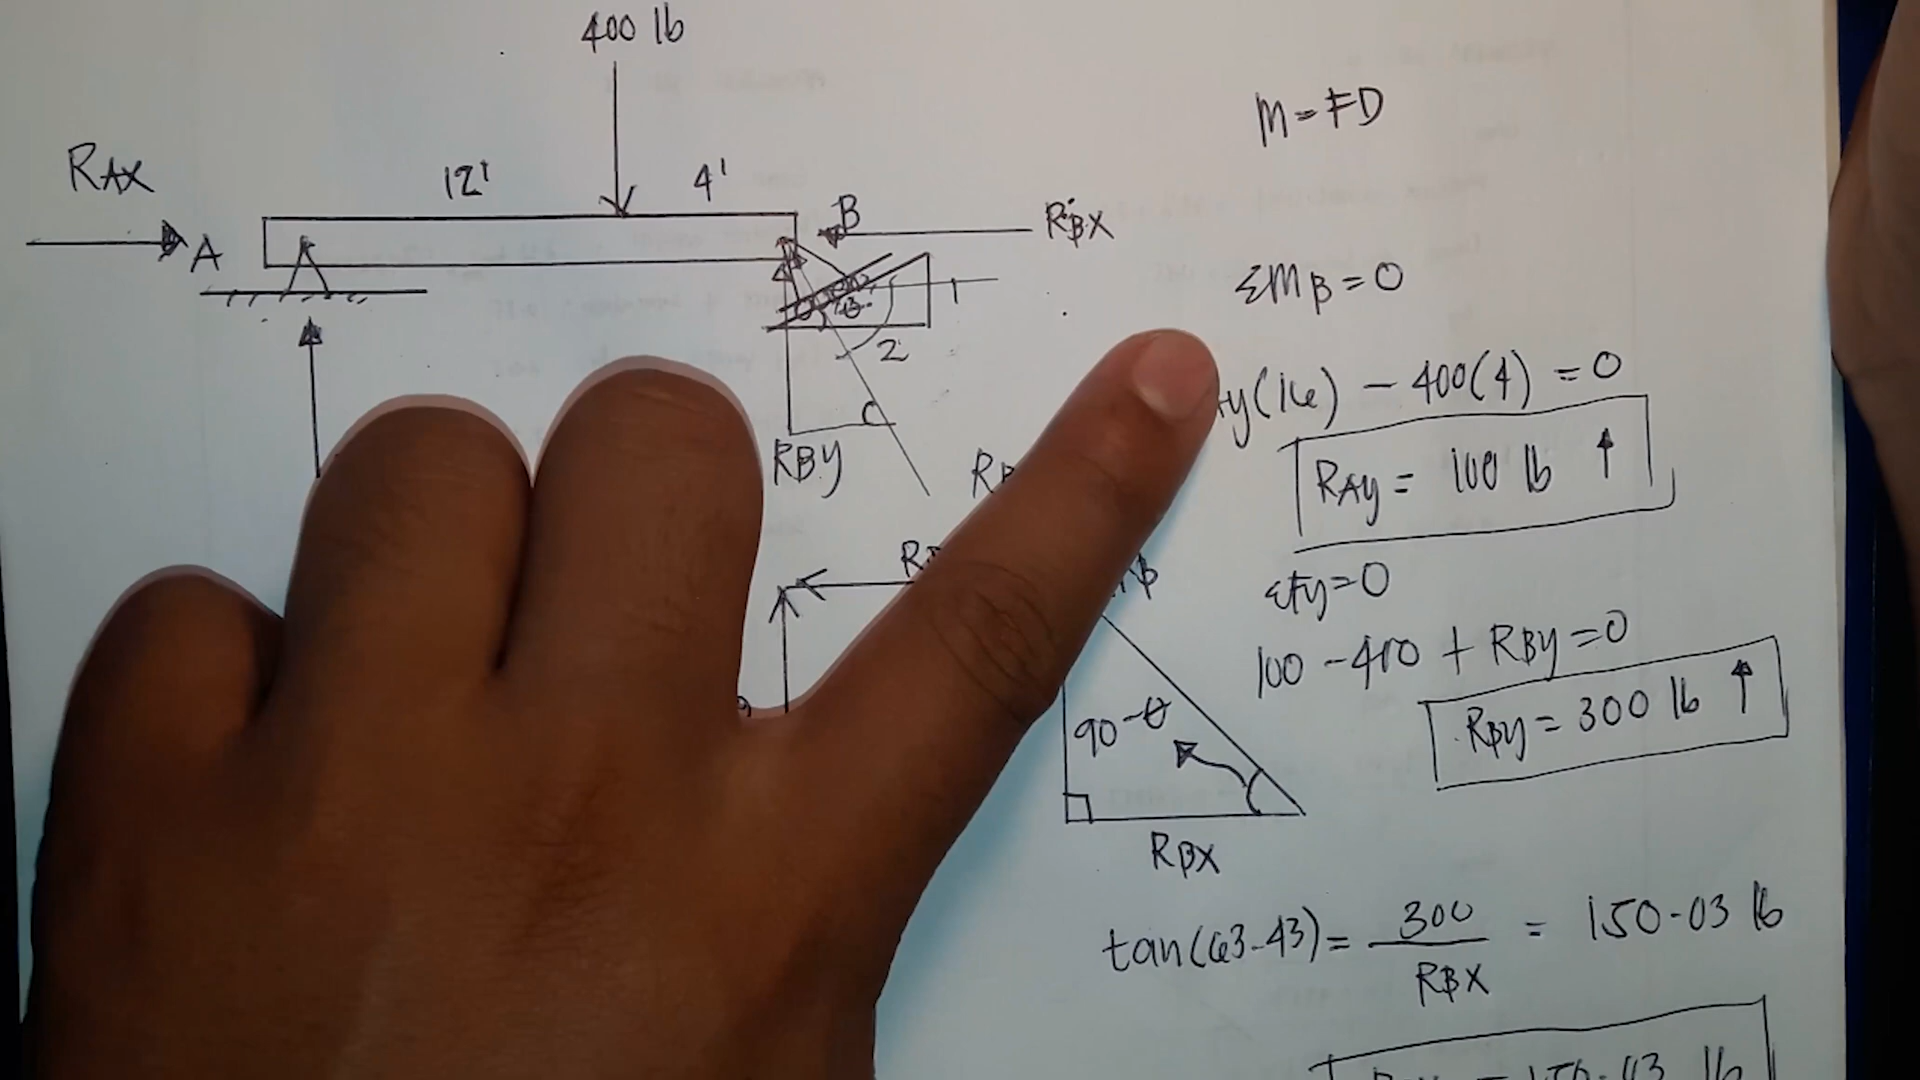 400 lb
RAX
12'
4'
A
B
RBX
1
2
C
RBY
M = FD
ΣMB = 0
y(16) - 400(4) = 0
RAY = 100 lb ↑
ΣFy = 0
100 - 400 + RBY = 0
RBY = 300 lb ↑
90-θ
RBX
tan(63.43) = 300 / RBX = 150.03 lb